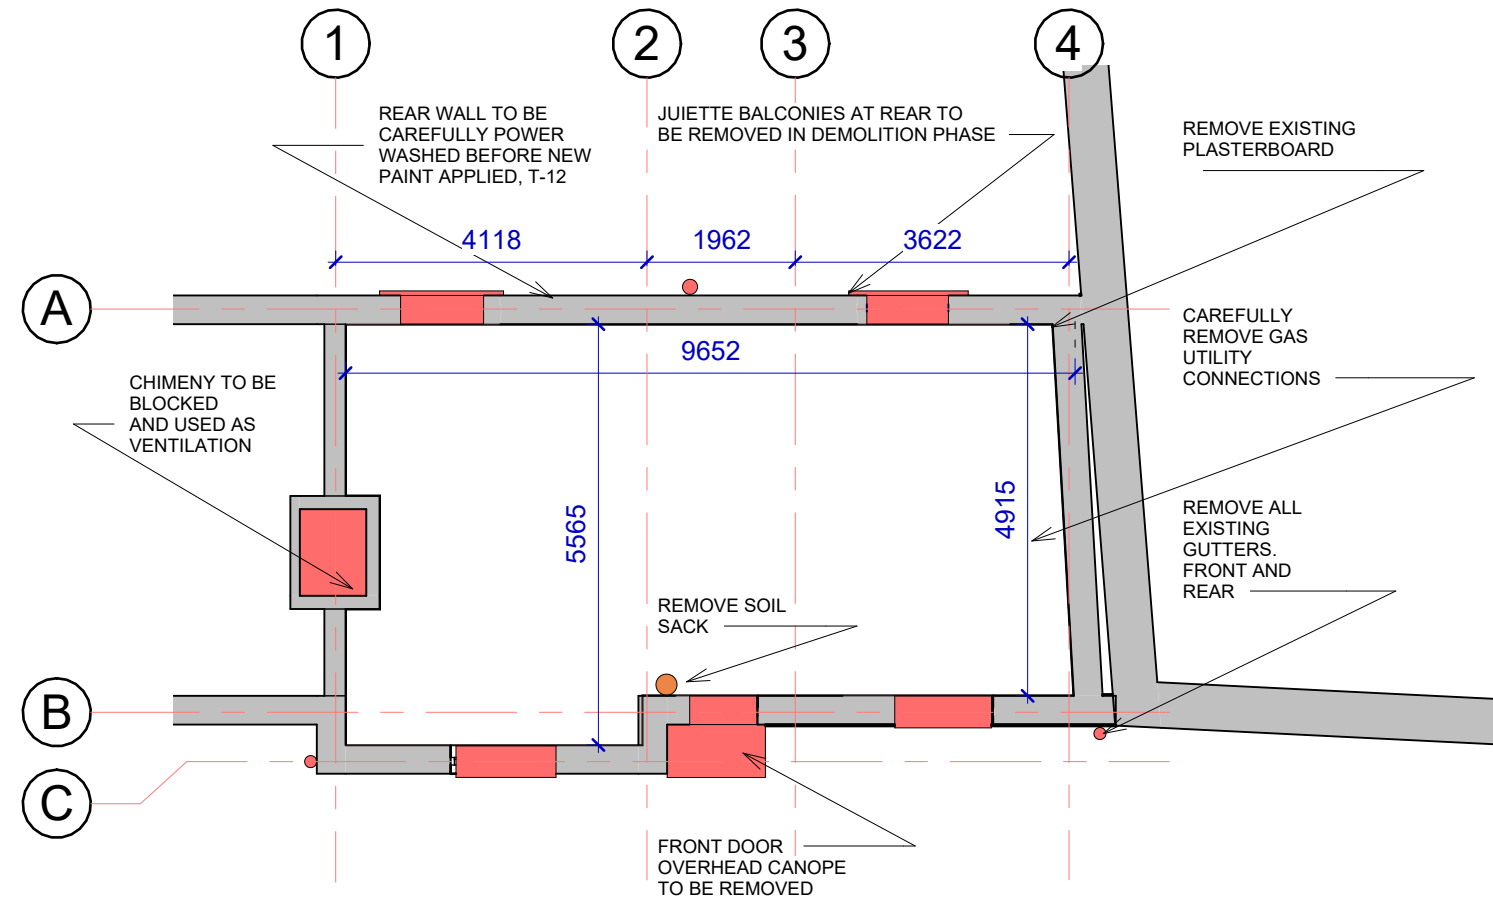 1
2
3
4
REAR WALL TO BE
CAREFULLY POWER
WASHED BEFORE NEW
PAINT APPLIED, T-12
JUIETTE BALCONIES AT REAR TO
BE REMOVED IN DEMOLITION PHASE
REMOVE EXISTING
PLASTERBOARD
4118
1962
3622
A
9652
CAREFULLY
REMOVE GAS
UTILITY
CONNECTIONS
CHIMENY TO BE
BLOCKED
AND USED AS
VENTILATION
5565
4915
REMOVE ALL
EXISTING
GUTTERS.
FRONT AND
REAR
REMOVE SOIL
SACK
B
C
FRONT DOOR
OVERHEAD CANOPE
TO BE REMOVED